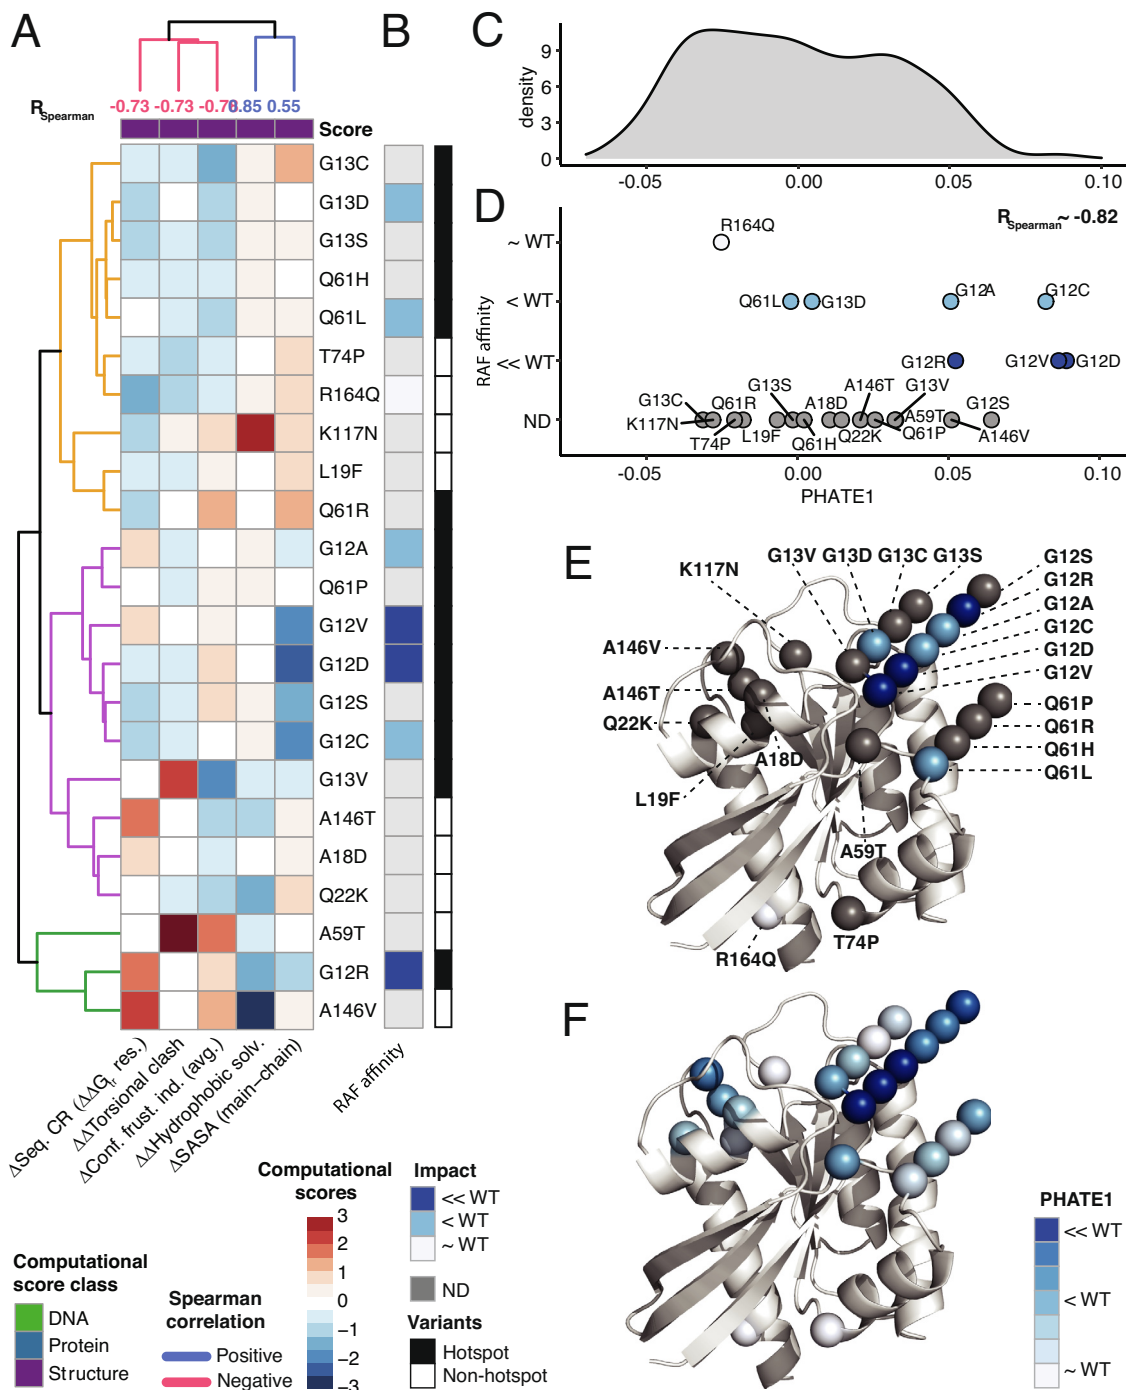 A
B
C
R Spearman
-0.73 -0.73 -0.78 0.85 0.55
Score
G13C
G13D
G13S
Q61H
Q61L
T74P
R164Q
K117N
L19F
Q61R
G12A
Q61P
G12V
G12D
G12S
G12C
G13V
A146T
A18D
Q22K
A59T
G12R
A146V
ΔSeq. CR (ΔΔG tr res.)
ΔΔTorsional clash
ΔConf. frust. ind. (avg.)
ΔΔHydrophobic solv.
ΔSASA (main-chain)
RAF affinity
density
9
6
3
0
-0.05 0.00 0.05 0.10
D
R Spearman ~ -0.82
RAF affinity
~ WT
< WT
<< WT
ND
R164Q
Q61L G13D G12A G12C
G12R G12V G12D
G13C Q61R G13S A18D A146T G13V A59T G12S
K117N T74P L19F Q61H Q22K Q61P A146V
-0.05 0.00 0.05 0.10
PHATE1
E
K117N G13V G13D G13C G13S
G12S
G12R
G12A
G12C
G12D
G12V
Q61P
Q61R
Q61H
Q61L
A146V
A146T
Q22K
A18D
L19F
A59T
T74P
R164Q
F
Computational
score class
DNA
Protein
Structure
Spearman
correlation
Positive
Negative
Computational
scores
3
2
1
0
−1
−2
−3
Impact
<< WT
< WT
~ WT
ND
Variants
Hotspot
Non-hotspot
PHATE1
<< WT
< WT
~ WT